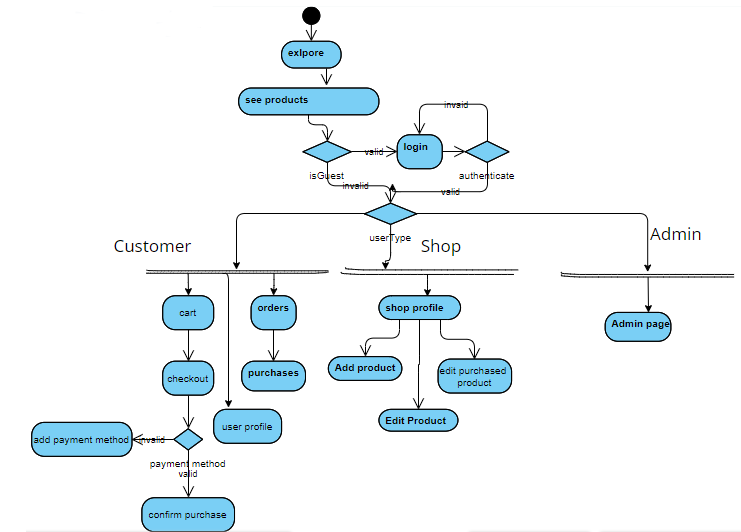 exlpore
see products
invaid
login
valid
isGuest
authenticate
invalid
valid
userType
Customer
Shop
Admin
cart
orders
shop profile
Admin page
checkout
purchases
Add product
edit purchased
product
user profile
Edit Product
add payment method
invalid
payment method
valid
confirm purchase